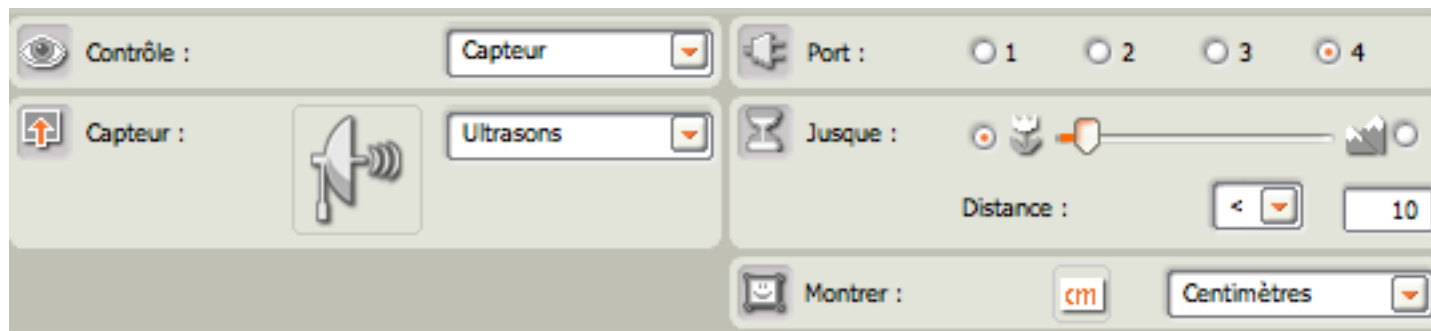 Contrôle :
Capteur
Capteur :
Ultrasons
Port :
1
2
3
4
Jusque :
Distance :
<
10
Montrer :
cm
Centimètres